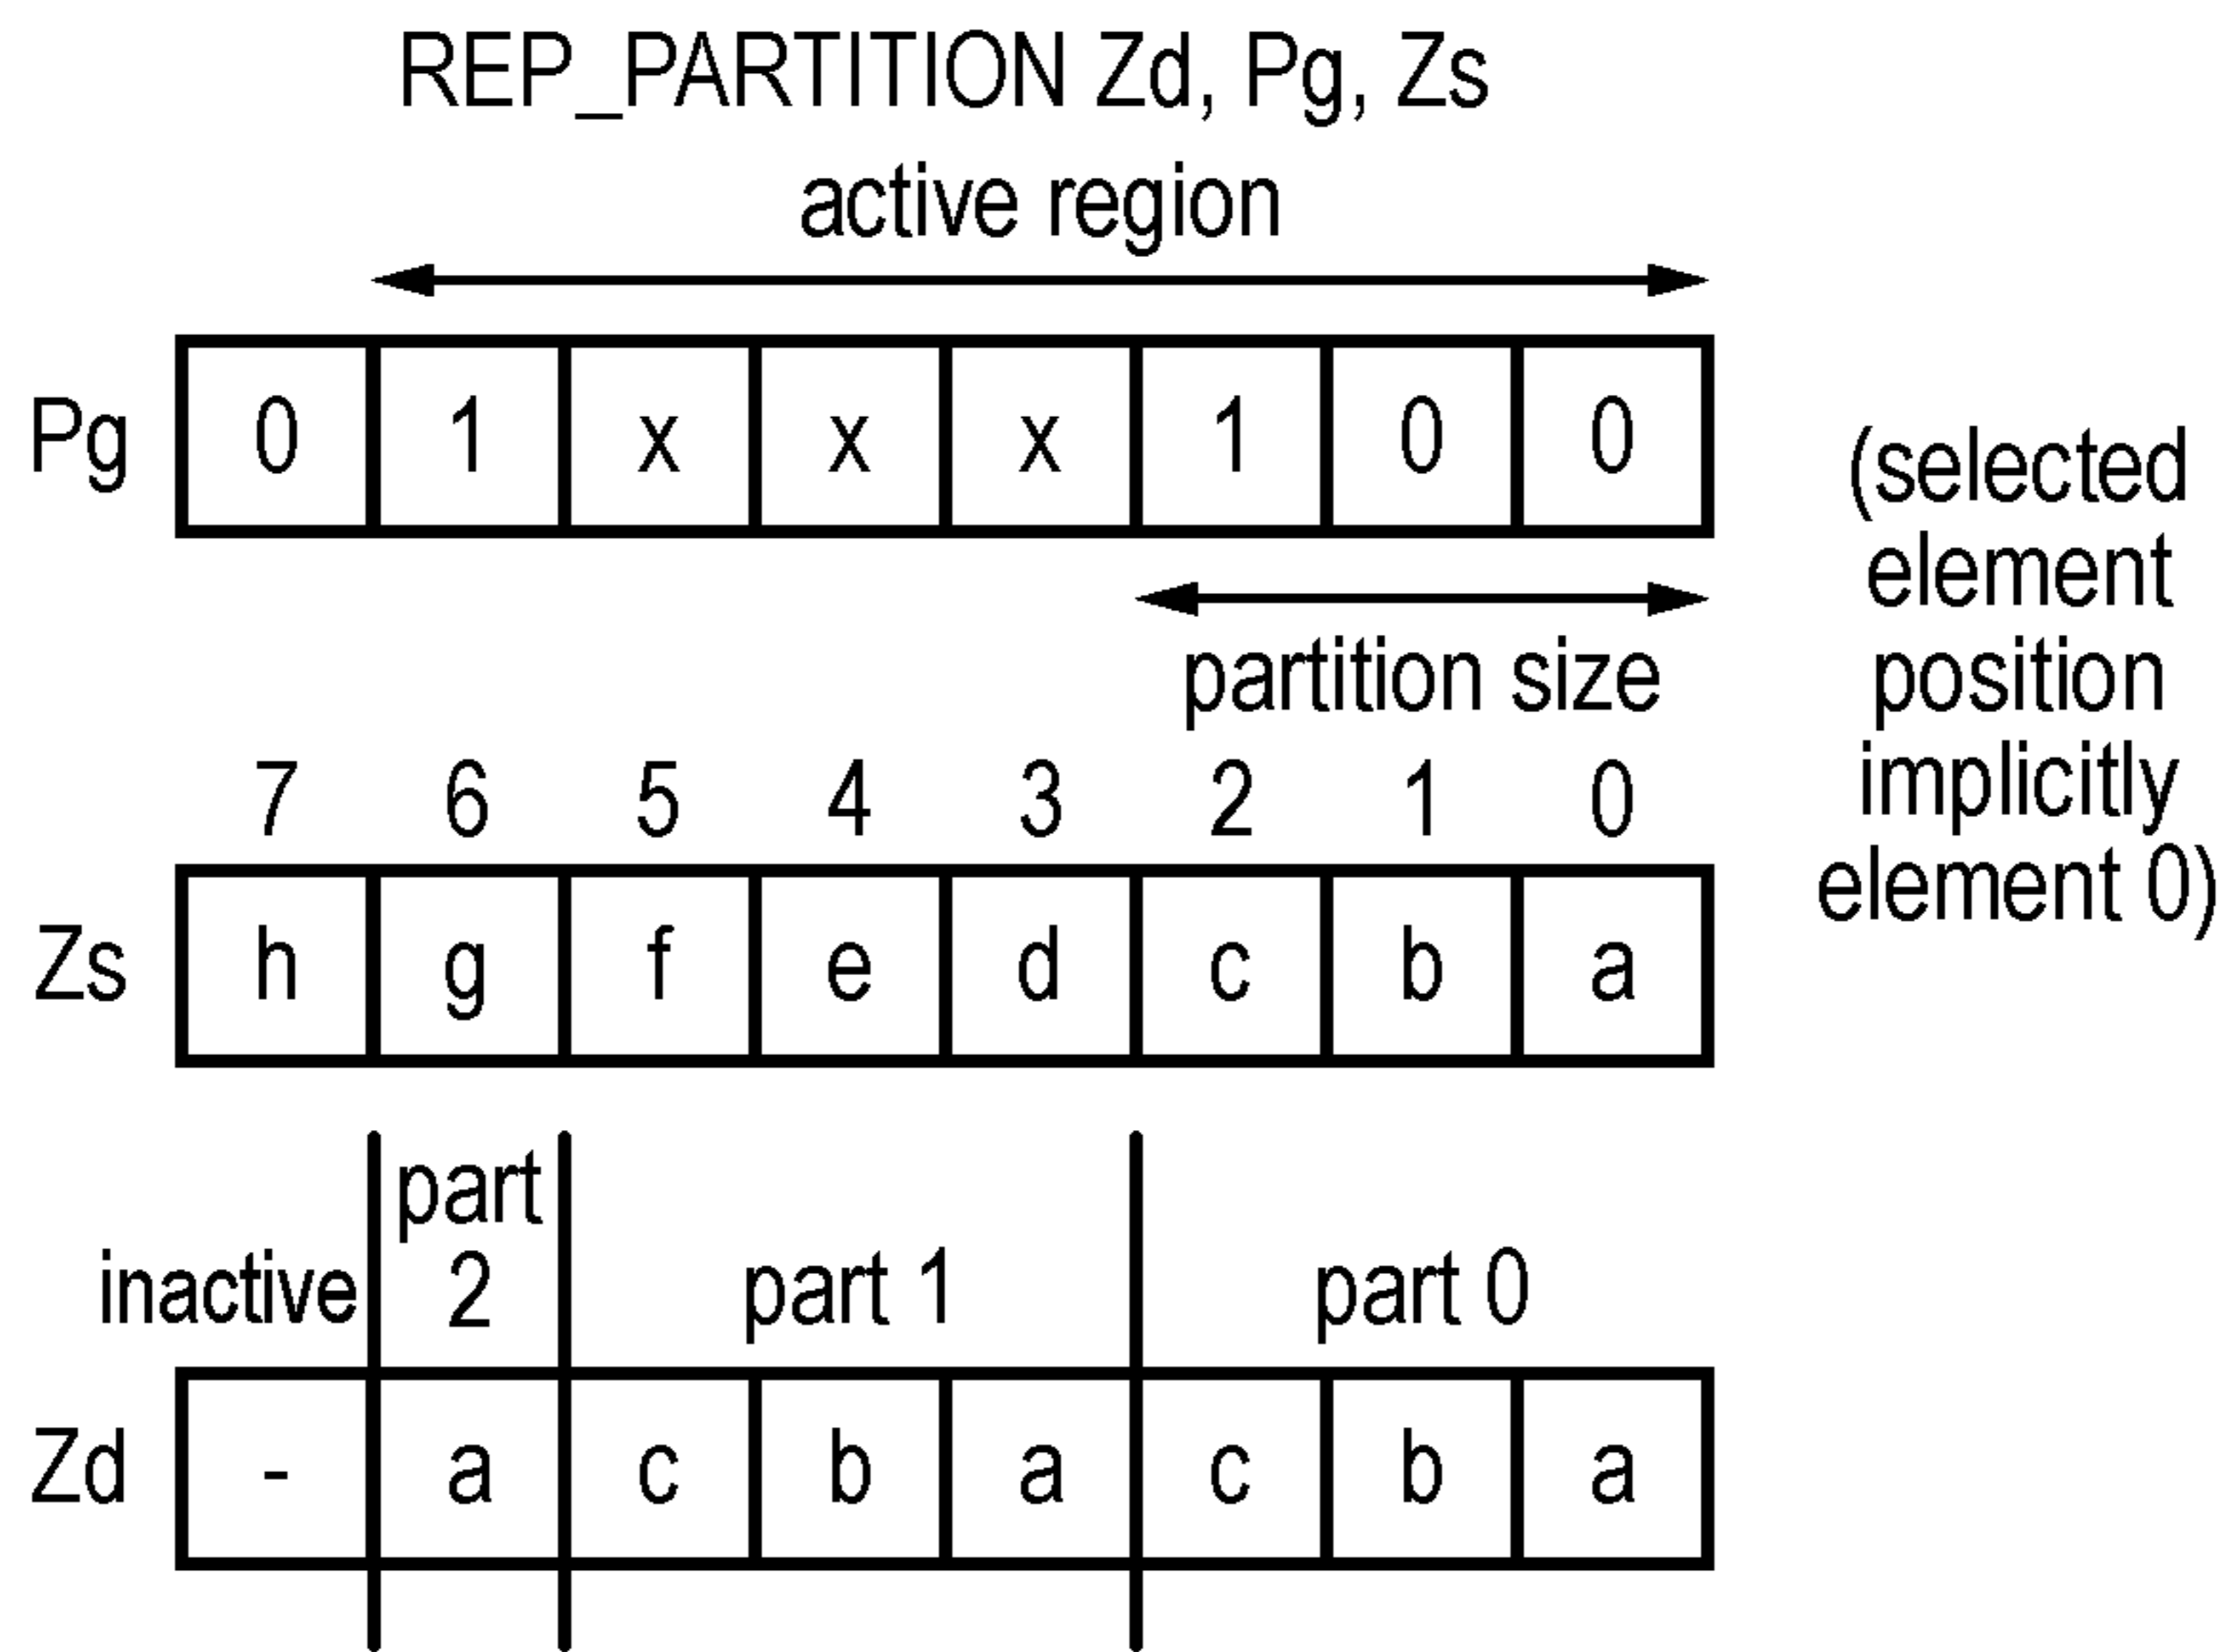 REP_PARTITION Zd, Pg, Zs
active region
Pg 0 1 x x x 1 0 0
(selected
element
position
implicitly
element 0)
partition size
7 6 5 4 3 2 1 0
Zs h g f e d c b a
inactive
part
2
part 1
part 0
Zd - a c b a c b a